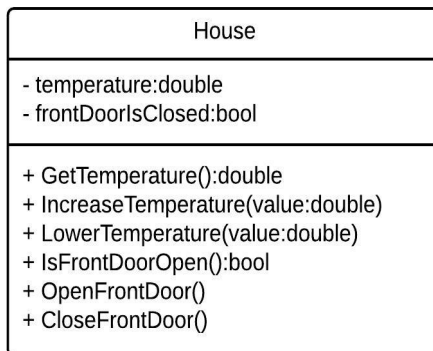 House
- temperature:double
- frontDoorIsClosed:bool
+ GetTemperature():double
+ IncreaseTemperature(value:double)
+ LowerTemperature(value:double)
+ IsFrontDoorOpen():bool
+ OpenFrontDoor()
+ CloseFrontDoor()